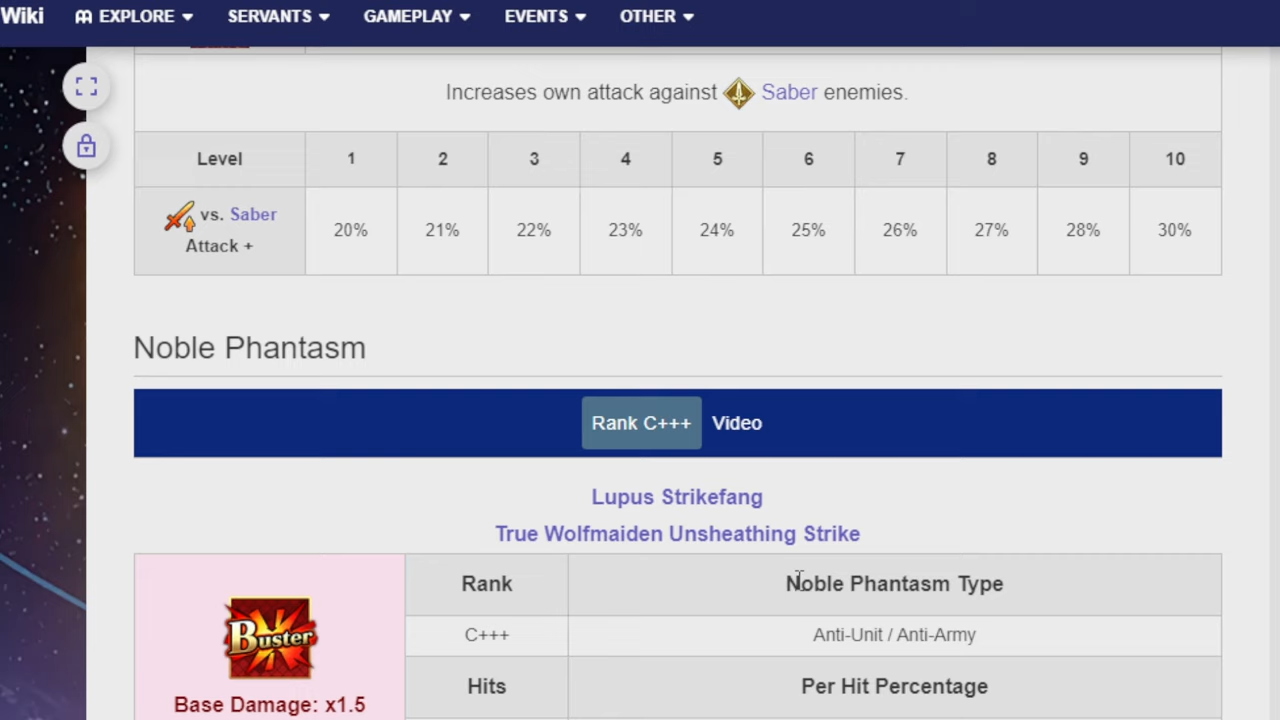 Wiki EXPLORE SERVANTS GAMEPLAY EVENTS OTHER
Increases own attack against Saber enemies.
Level 1 2 3 4 5 6 7 8 9 10
vs. Saber
Attack +
20% 21% 22% 23% 24% 25% 26% 27% 28% 30%
Noble Phantasm
Rank C+++ Video
Lupus Strikefang
True Wolfmaiden Unsheathing Strike
Rank Noble Phantasm Type
C+++ Anti-Unit / Anti-Army
Buster
Hits Per Hit Percentage
Base Damage: x1.5